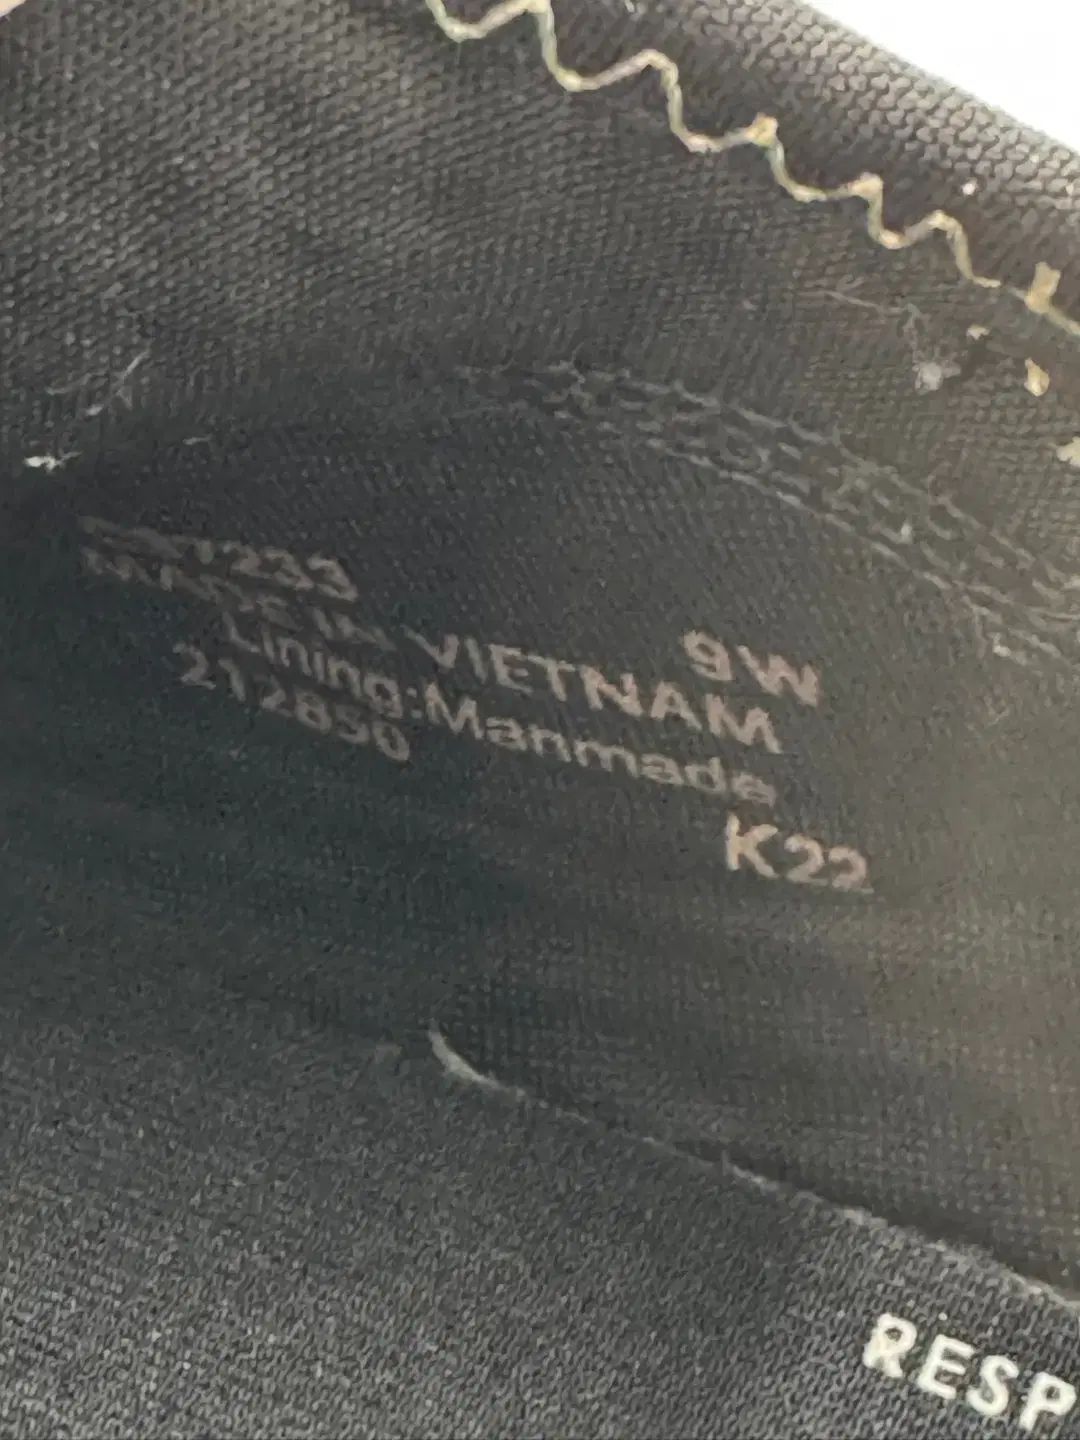 9W
MADE IN VIETNAM
Lining:Manmade
212850
K22
RESP